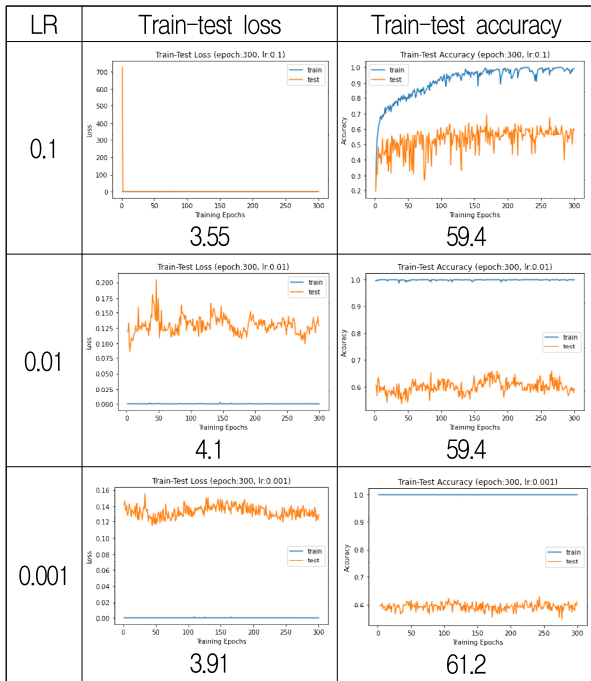 LR Train-test loss Train-test accuracy
0.1
Train-Test Loss (epoch:300, lr:0.1)
Loss
700
600
500
400
300
200
100
0
0 50 100 150 200 250 300
Training Epochs
train
test
3.55
Train-Test Accuracy (epoch:300, lr:0.1)
Accuracy
1.0
0.9
0.8
0.7
0.6
0.5
0.4
0.3
0.2
0 50 100 150 200 250 300
Training Epochs
train
test
59.4
0.01
Train-Test Loss (epoch:300, lr:0.01)
Loss
0.200
0.175
0.150
0.125
0.100
0.075
0.050
0.025
0.000
0 50 100 150 200 250 300
Training Epochs
train
test
4.1
Train-Test Accuracy (epoch:300, lr:0.01)
Accuracy
1.0
0.9
0.8
0.7
0.6
0 50 100 150 200 250 300
Training Epochs
train
test
59.4
0.001
Train-Test Loss (epoch:300, lr:0.001)
Loss
0.16
0.14
0.12
0.10
0.08
0.06
0.04
0.02
0.00
0 50 100 150 200 250 300
Training Epochs
train
test
3.91
Train-Test Accuracy (epoch:300, lr:0.001)
Accuracy
1.0
0.9
0.8
0.7
0.6
0 50 100 150 200 250 300
Training Epochs
train
test
61.2